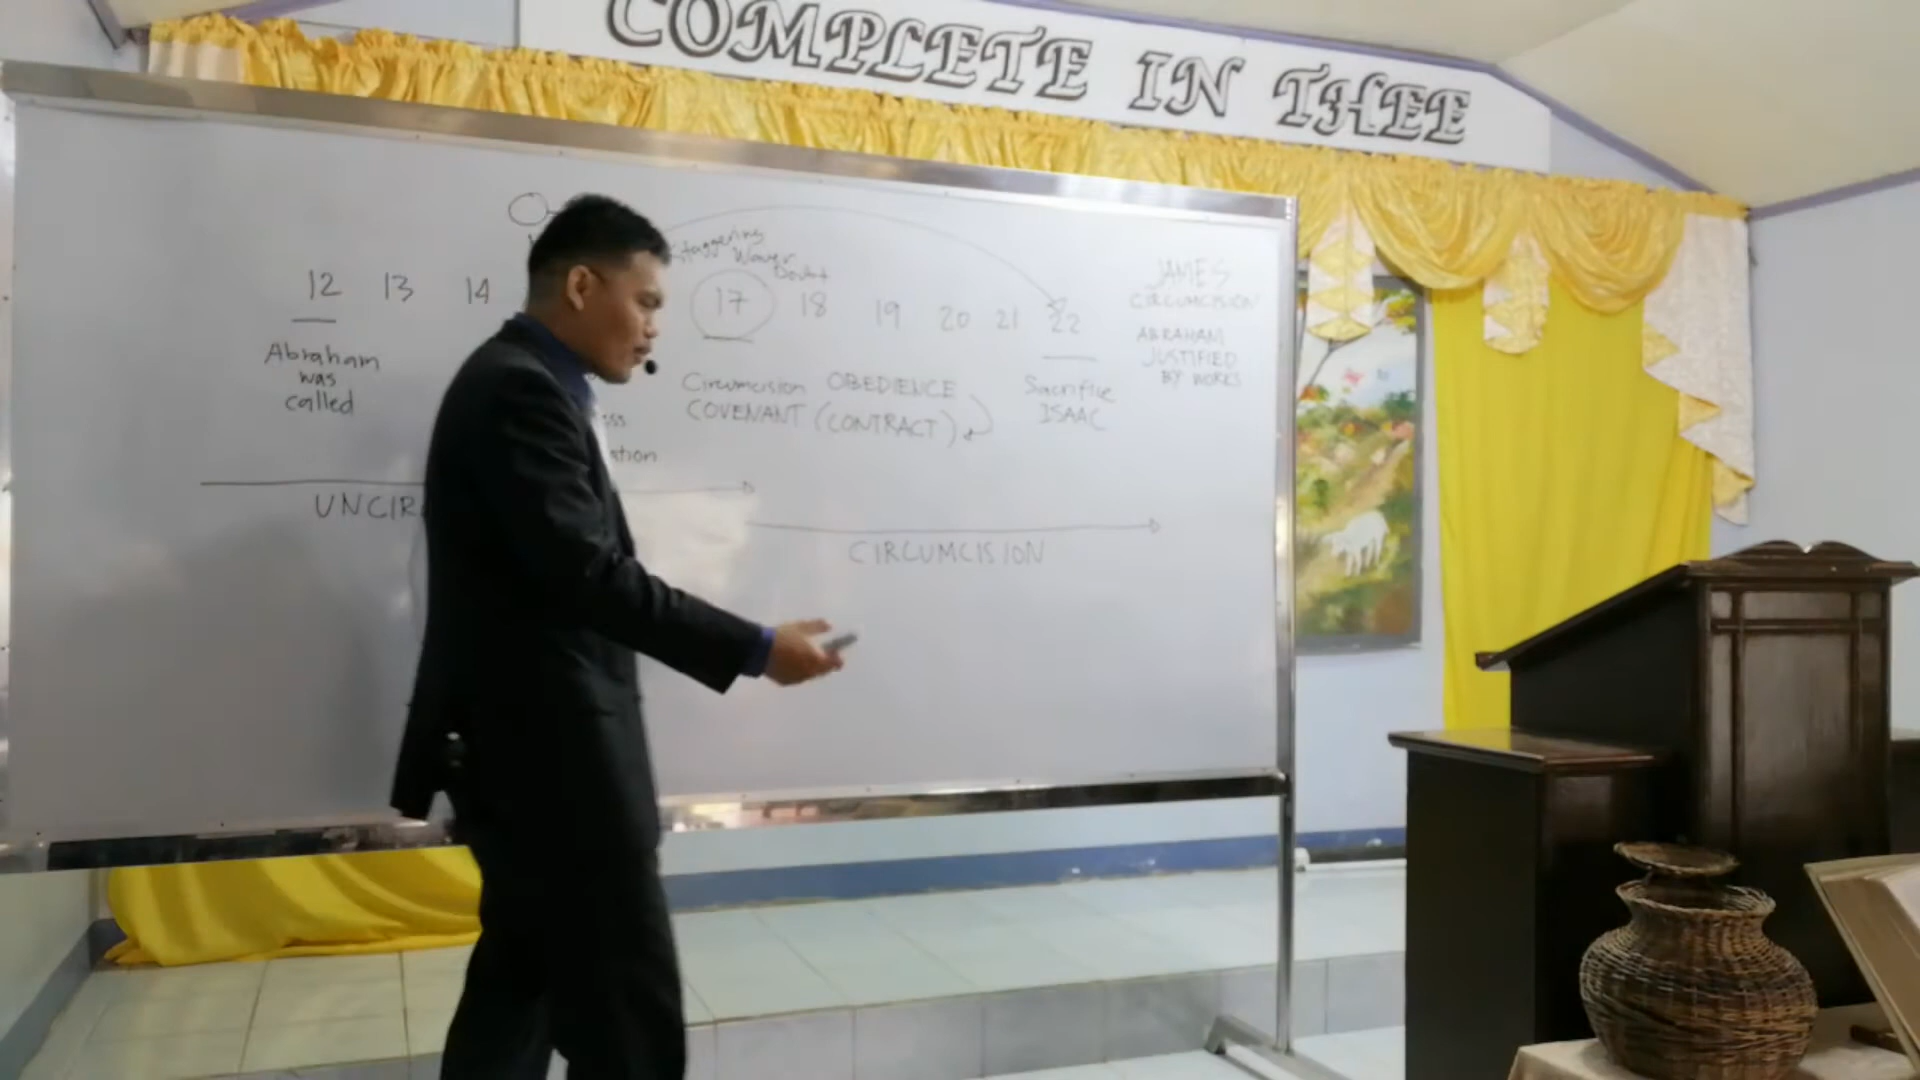 COMPLETE IN THEE
Staggering
Waver
Doubt
12 13 14 17 18 19 20 21 22
Abraham
was
called
Circumcision OBEDIENCE
COVENANT (CONTRACT)
Sacrifice
ISAAC
JAMES
CIRCUMCISION
ABRAHAM
JUSTIFIED
BY WORKS
UNCIR
CIRCUMCISION